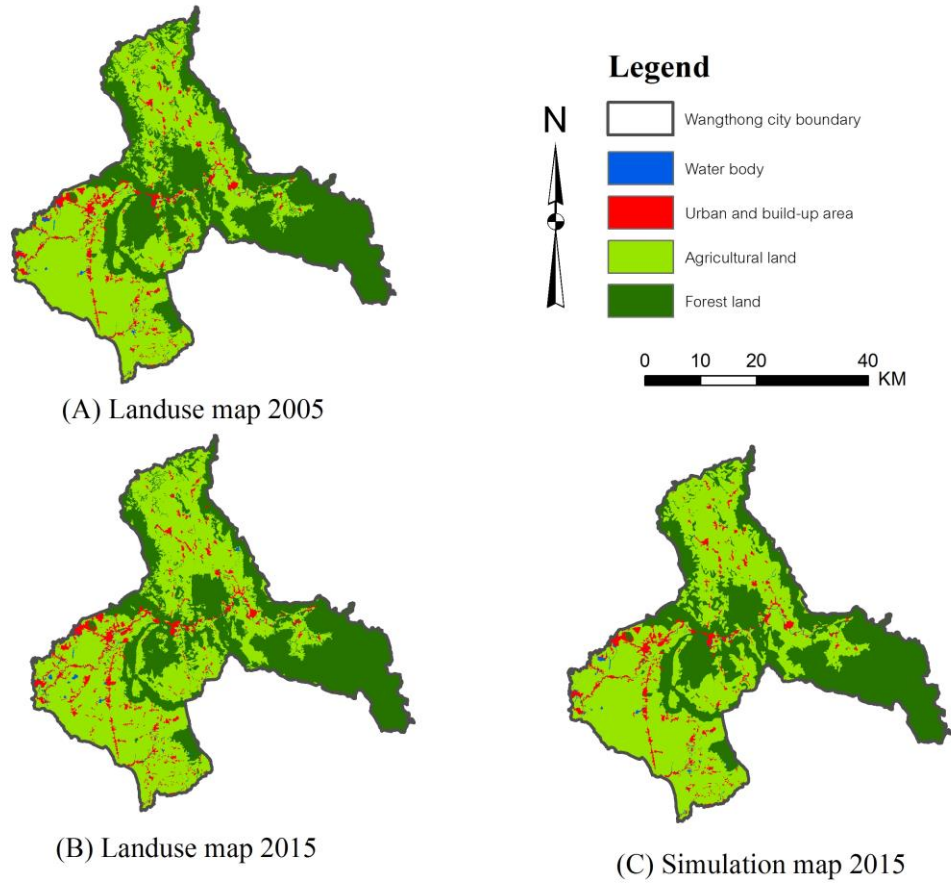 Legend
N
Wangthong city boundary
Water body
Urban and build-up area
Agricultural land
Forest land
0 10 20 40
KM
(A) Landuse map 2005
(B) Landuse map 2015
(C) Simulation map 2015